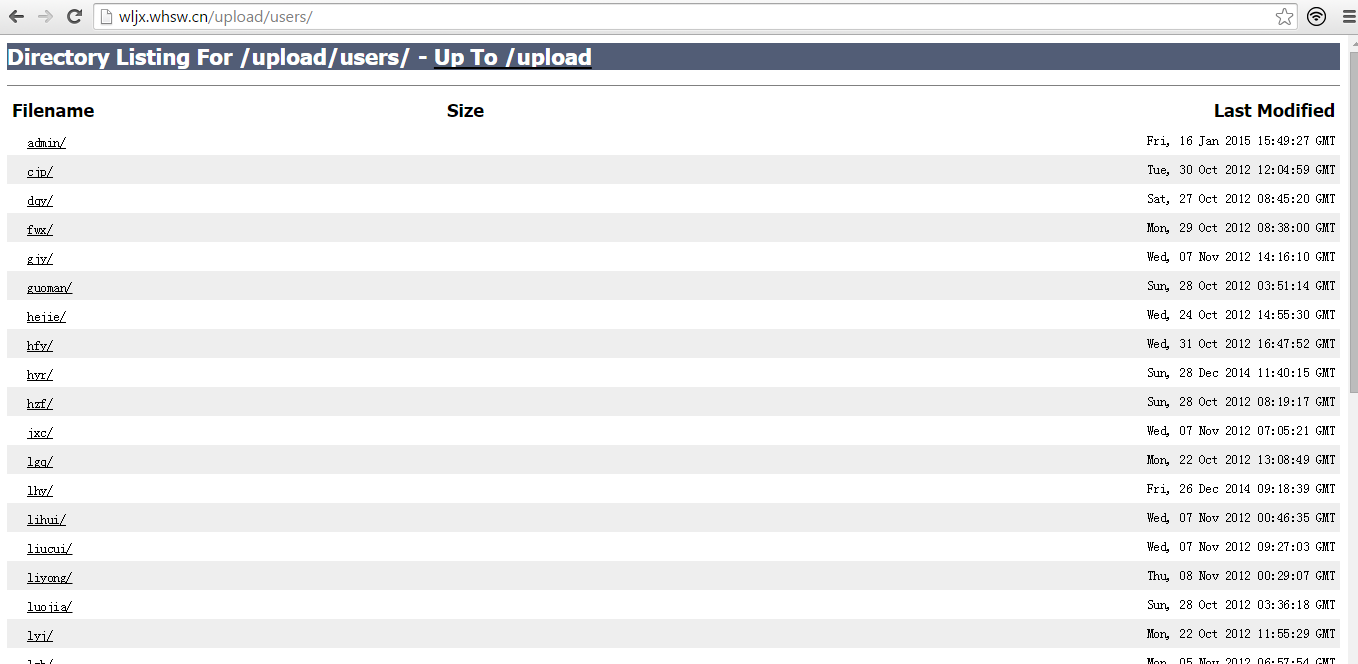 wljx.whsw.cn/upload/users/
Directory Listing For /upload/users/ - Up To /upload
Filename Size Last Modified
admin/ Fri, 16 Jan 2015 15:49:27 GMT
cjp/ Tue, 30 Oct 2012 12:04:59 GMT
dqy/ Sat, 27 Oct 2012 08:45:20 GMT
fwx/ Mon, 29 Oct 2012 08:38:00 GMT
gjy/ Wed, 07 Nov 2012 14:16:10 GMT
guoman/ Sun, 28 Oct 2012 03:51:14 GMT
hejie/ Wed, 24 Oct 2012 14:55:30 GMT
hfy/ Wed, 31 Oct 2012 16:47:52 GMT
hyr/ Sun, 28 Dec 2014 11:40:15 GMT
hzf/ Sun, 28 Oct 2012 08:19:17 GMT
jxc/ Wed, 07 Nov 2012 07:05:21 GMT
lgq/ Mon, 22 Oct 2012 13:08:49 GMT
lhy/ Fri, 26 Dec 2014 09:18:39 GMT
lihui/ Wed, 07 Nov 2012 00:46:35 GMT
liucui/ Wed, 07 Nov 2012 09:27:03 GMT
liyong/ Thu, 08 Nov 2012 00:29:07 GMT
luojia/ Sun, 28 Oct 2012 03:36:18 GMT
lyj/ Mon, 22 Oct 2012 11:55:29 GMT
Mon, 05 Nov 2012 06:57:54 GMT